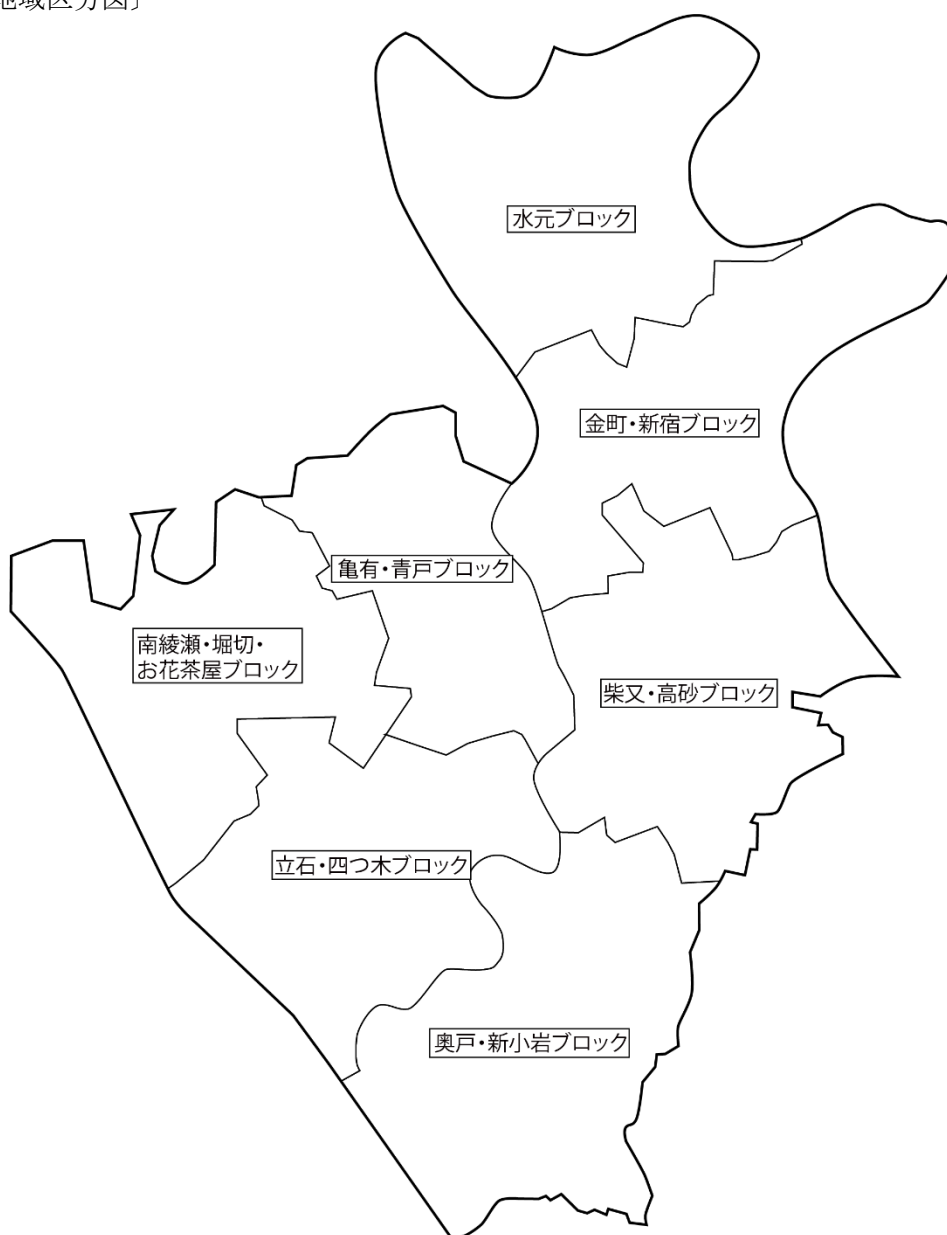 地域区分図〕
水元ブロック
金町・新宿ブロック
亀有・青戸ブロック
南綾瀬・堀切・
お花茶屋ブロック
柴又・高砂ブロック
立石・四つ木ブロック
奥戸・新小岩ブロック